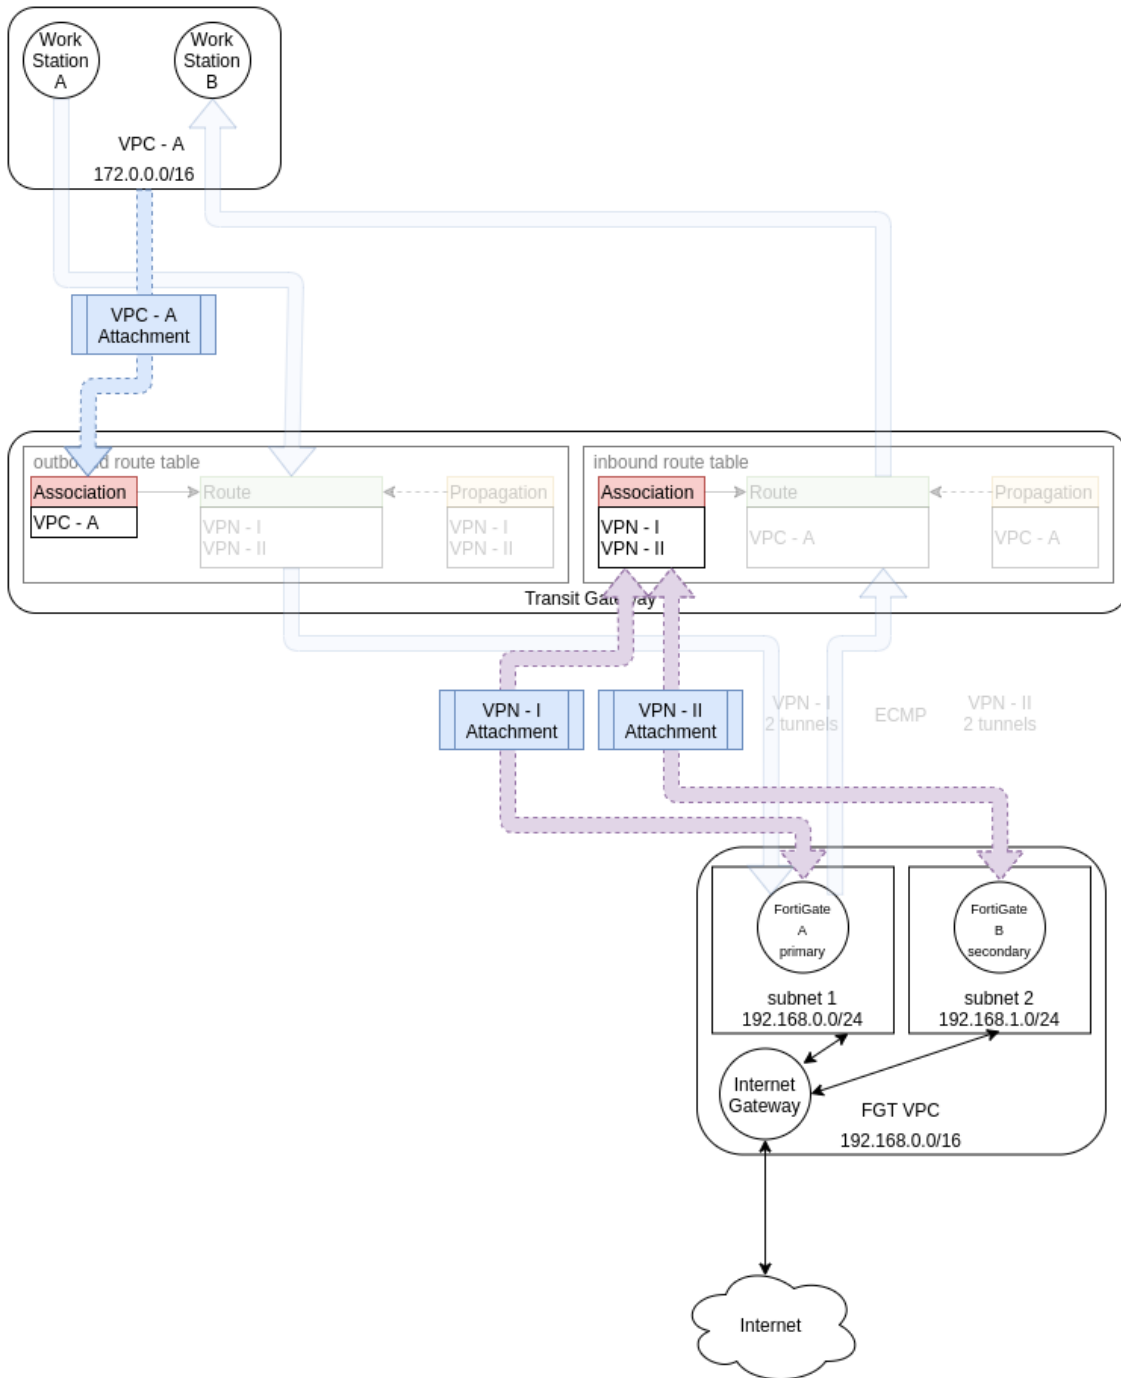 Work
Station
A
Work
Station
B
VPC - A
172.0.0.0/16
VPC - A
Attachment
outbound route table
Association
VPC - A
Route
VPN - I
VPN - II
Propagation
VPN - I
VPN - II
inbound route table
Association
VPN - I
VPN - II
Route
VPC - A
Propagation
VPC - A
Transit Gateway
VPN - I
Attachment
VPN - II
Attachment
VPN - I
2 tunnels
ECMP
VPN - II
2 tunnels
FortiGate
A
primary
subnet 1
192.168.0.0/24
FortiGate
B
secondary
subnet 2
192.168.1.0/24
Internet
Gateway
FGT VPC
192.168.0.0/16
Internet